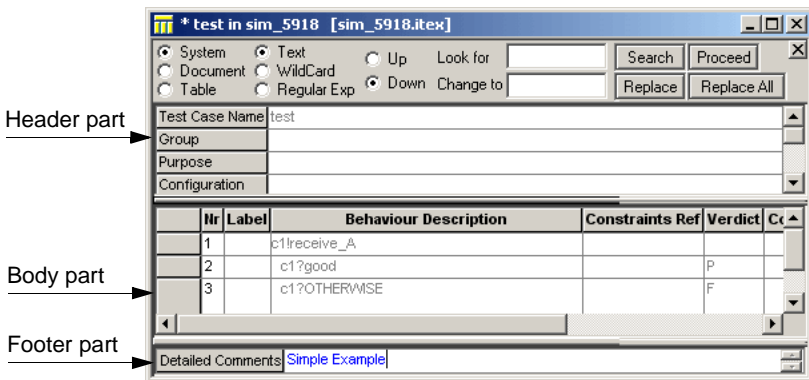 * test in sim_5918 [sim_5918.itex]
System Text Up Look for Search Proceed
Document WildCard
Table Regular Exp Down Change to Replace Replace All
Header part
Test Case Name test
Group
Purpose
Configuration
Nr Label Behaviour Description Constraints Ref Verdict
1 c1!receive_A
2 c1?good P
Body part
3 c1?OTHERWISE F
Footer part
Detailed Comments Simple Example